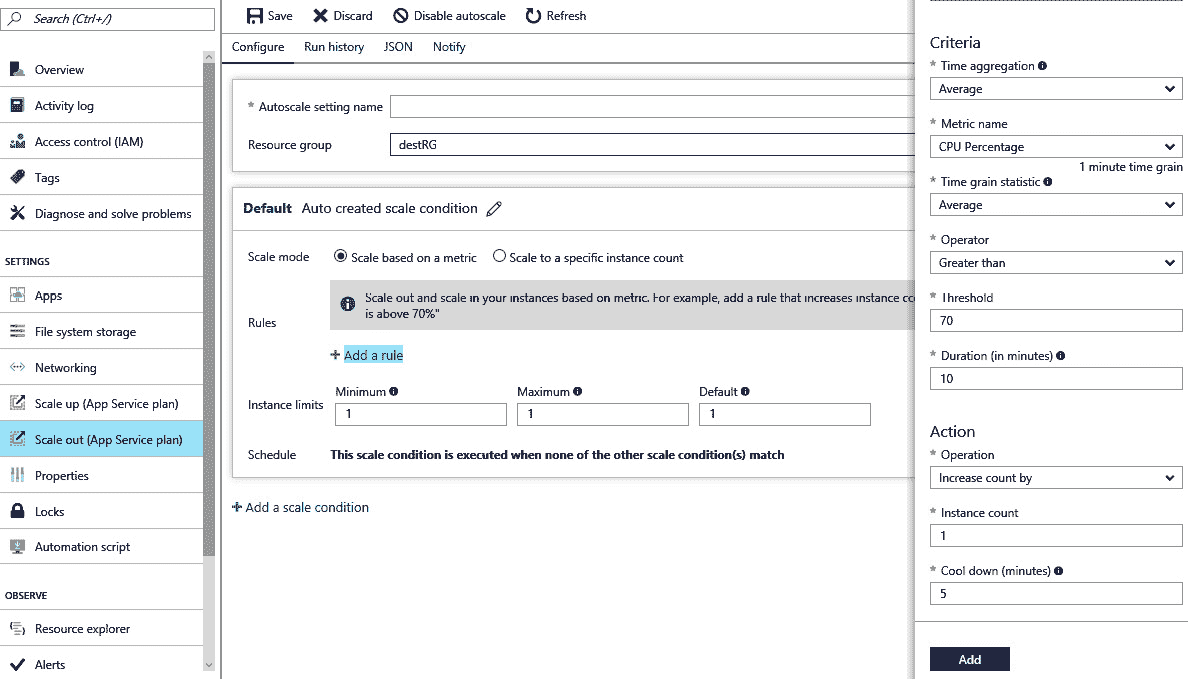 Search (Ctrl+/)
Overview
Activity log
Access control (IAM)
Tags
Diagnose and solve problems
SETTINGS
Apps
File system storage
Networking
Scale up (App Service plan)
Scale out (App Service plan)
Properties
Locks
Automation script
OBSERVE
Resource explorer
Alerts
Save Discard Disable autoscale Refresh
Configure Run history JSON Notify
* Autoscale setting name
Resource group destRG
Default Auto created scale condition
Scale mode Scale based on a metric Scale to a specific instance count
Rules
Scale out and scale in your instances based on metric. For example, add a rule that increases instance co
is above 70%"
+ Add a rule
Instance limits
Minimum Maximum Default
1 1 1
Schedule This scale condition is executed when none of the other scale condition(s) match
+ Add a scale condition
Criteria
* Time aggregation
Average
* Metric name
CPU Percentage
1 minute time grain
* Time grain statistic
Average
* Operator
Greater than
* Threshold
70
* Duration (in minutes)
10
Action
* Operation
Increase count by
* Instance count
1
* Cool down (minutes)
5
Add